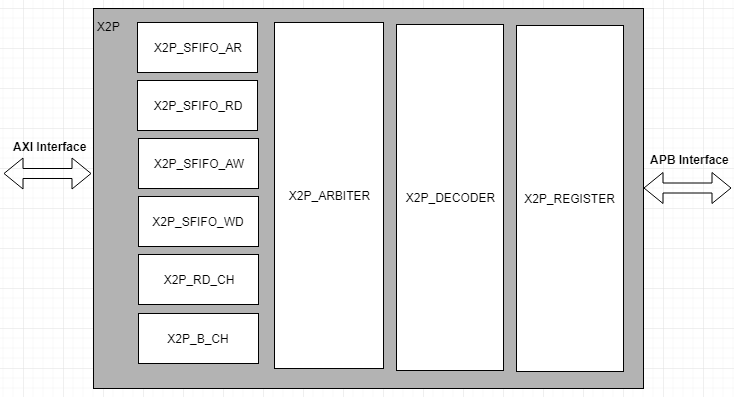 X2P
X2P_SFIFO_AR
X2P_SFIFO_RD
X2P_SFIFO_AW
X2P_SFIFO_WD
X2P_RD_CH
X2P_B_CH
X2P_ARBITER
X2P_DECODER
X2P_REGISTER
AXI Interface
APB Interface